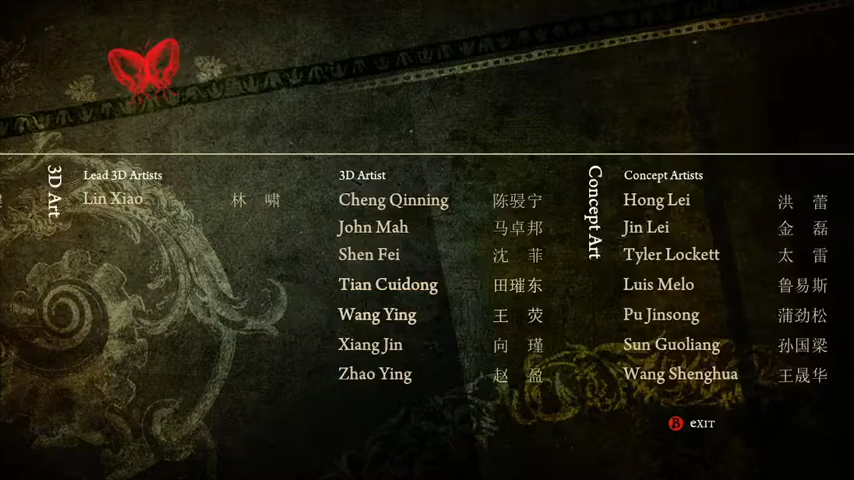 3D Art
Lead 3D Artists
Lin Xiao 林 啸
3D Artist
Cheng Qinning 陈骎宁
John Mah 马卓邦
Shen Fei 沈 菲
Tian Cuidong 田璀东
Wang Ying 王 荧
Xiang Jin 向 瑾
Zhao Ying 赵 盈
Concept Art
Concept Artists
Hong Lei 洪 蕾
Jin Lei 金 磊
Tyler Lockett 太 雷
Luis Melo 鲁易斯
Pu Jinsong 蒲劲松
Sun Guoliang 孙国梁
Wang Shenghua 王晟华
B eXIT